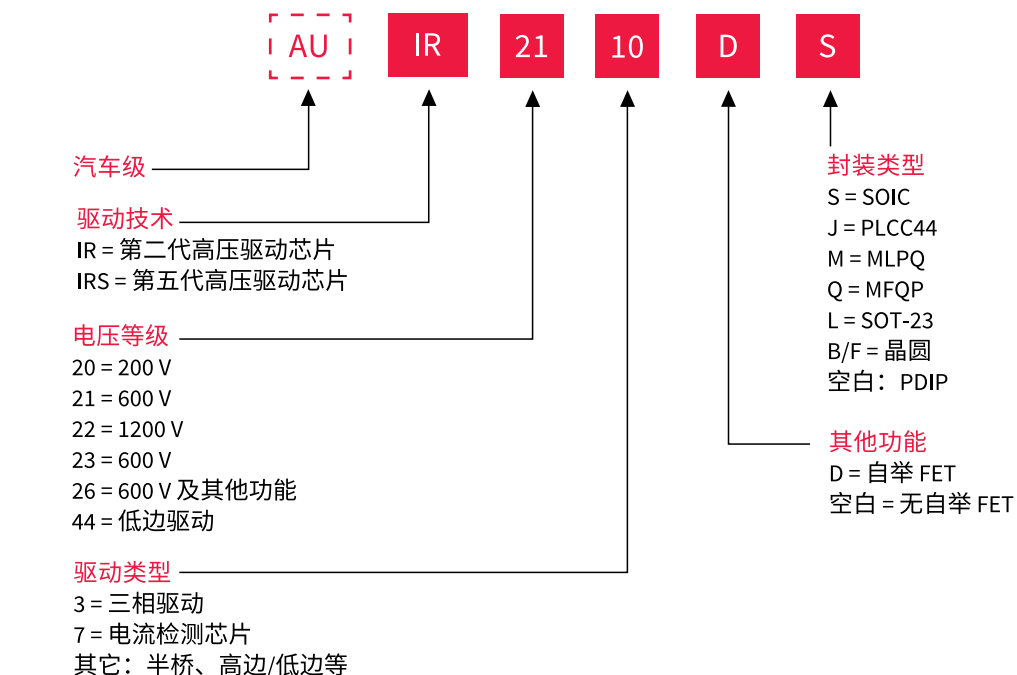 AU IR 21 10 D S
汽车级
驱动技术
IR = 第二代高压驱动芯片
IRS = 第五代高压驱动芯片
电压等级
20 = 200 V
21 = 600 V
22 = 1200 V
23 = 600 V
26 = 600 V 及其他功能
44 = 低边驱动
驱动类型
3 = 三相驱动
7 = 电流检测芯片
其它：半桥、高边/低边等
封装类型
S = SOIC
J = PLCC44
M = MLPQ
Q = MFQP
L = SOT-23
B/F = 晶圆
空白：PDIP
其他功能
D = 自举 FET
空白 = 无自举 FET